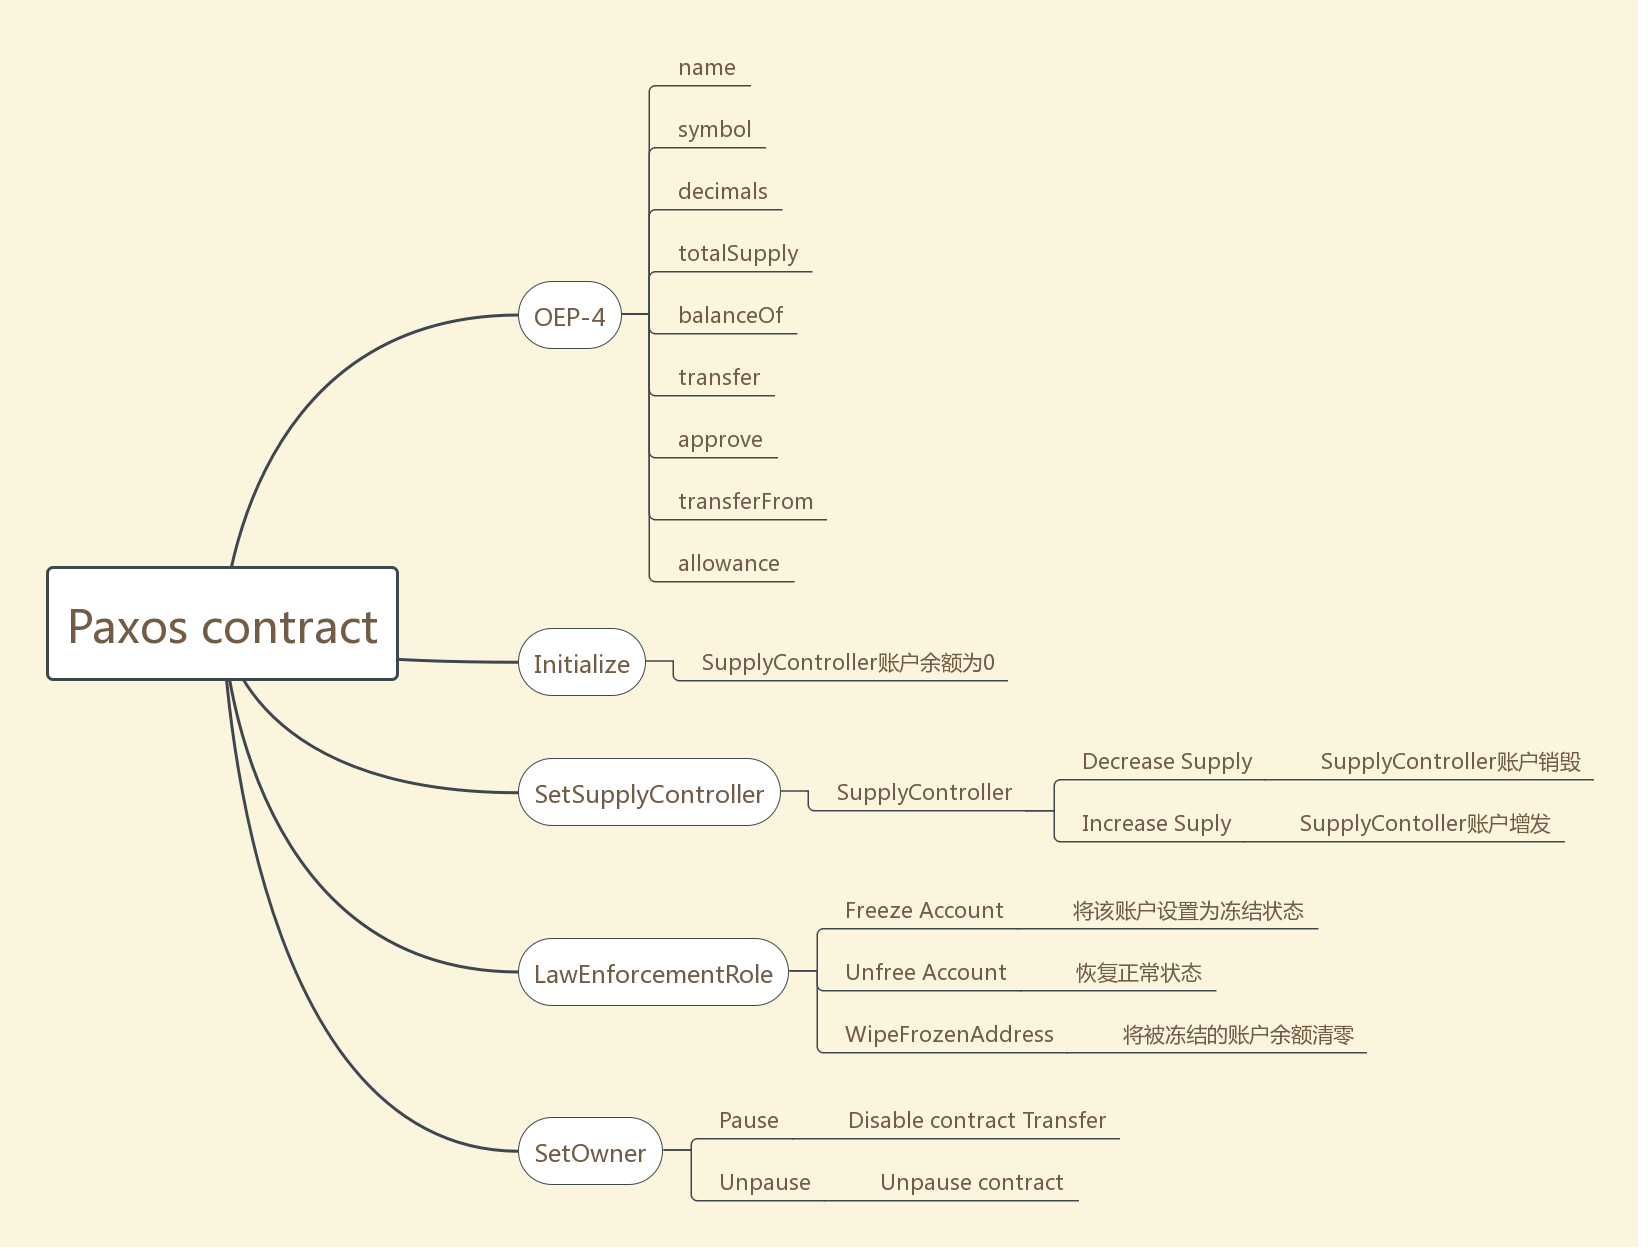 Paxos contract
OEP-4
name
symbol
decimals
totalSupply
balanceOf
transfer
approve
transferFrom
allowance
Initialize
SupplyController账户余额为0
SetSupplyController
SupplyController
Decrease Supply
SupplyController账户销毁
Increase Suply
SupplyContoller账户增发
LawEnforcementRole
Freeze Account
将该账户设置为冻结状态
Unfree Account
恢复正常状态
WipeFrozenAddress
将被冻结的账户余额清零
SetOwner
Pause
Disable contract Transfer
Unpause
Unpause contract